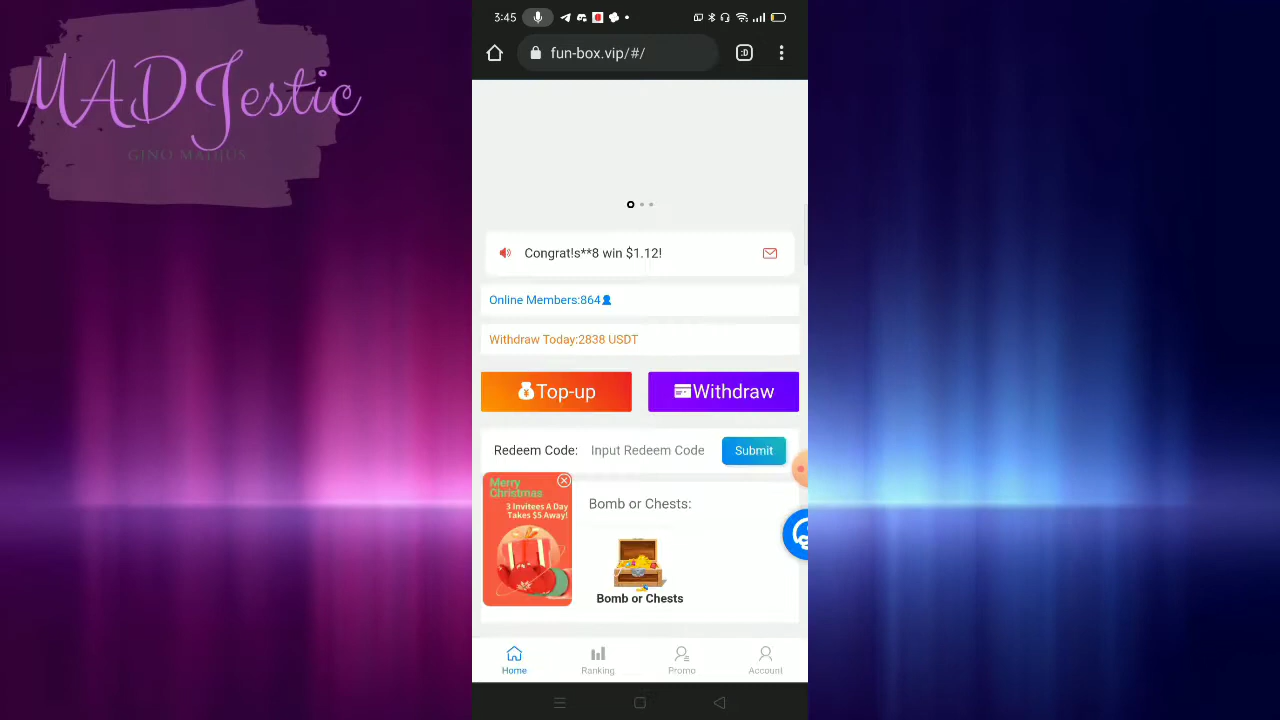 MADJestic
GINO MADJUS
3:45
fun-box.vip/#/
:D
Congrat!s**8 win $1.12!
Online Members:864
Withdraw Today:2838 USDT
Top-up
Withdraw
Redeem Code: Input Redeem Code Submit
Merry
Christmas
3 Invitees A Day
Takes $5 Away!
Bomb or Chests:
Bomb or Chests
Home Ranking Promo Account